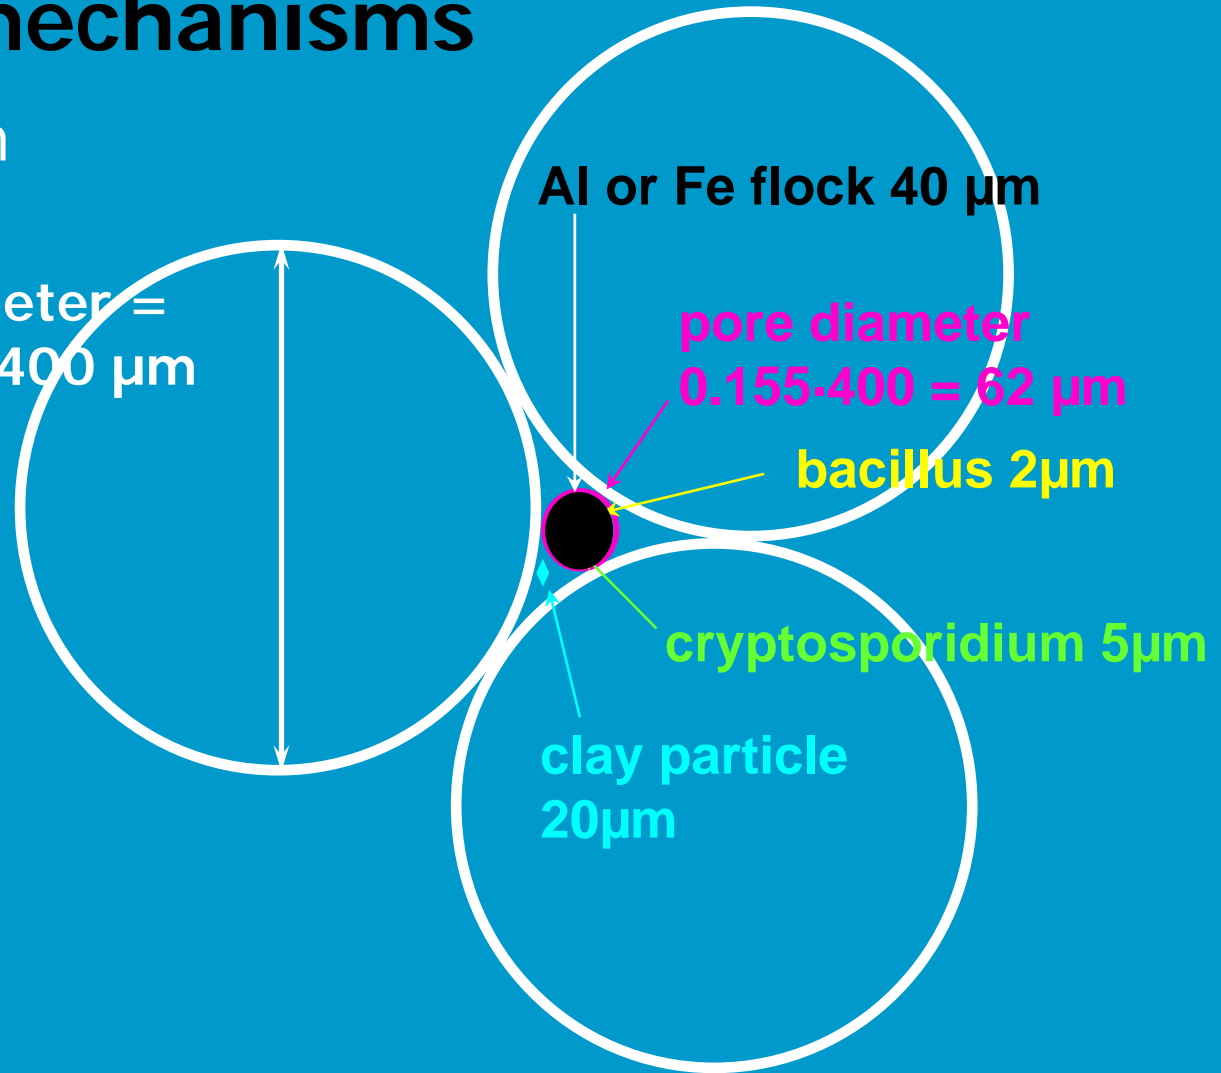 mechanisms
n
Al or Fe flock 40 µm
eter =
400 µm
pore diameter
0.155·400 = 62 µm
bacillus 2µm
cryptosporidium 5µm
clay particle
20µm